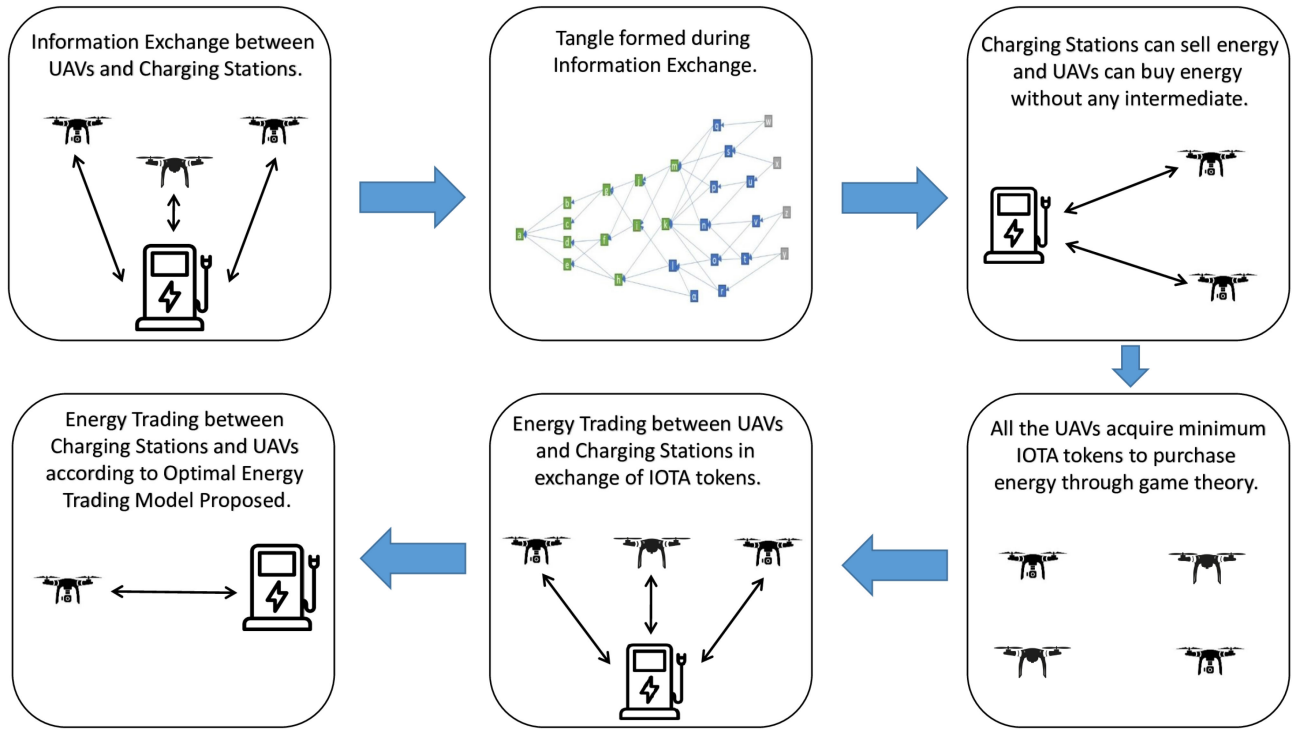 Information Exchange between
UAVs and Charging Stations.
Tangle formed during
Information Exchange.
Charging Stations can sell energy
and UAVs can buy energy
without any intermediate.
All the UAVs acquire minimum
IOTA tokens to purchase
energy through game theory.
Energy Trading between UAVs
and Charging Stations in
exchange of IOTA tokens.
Energy Trading between
Charging Stations and UAVs
according to Optimal Energy
Trading Model Proposed.